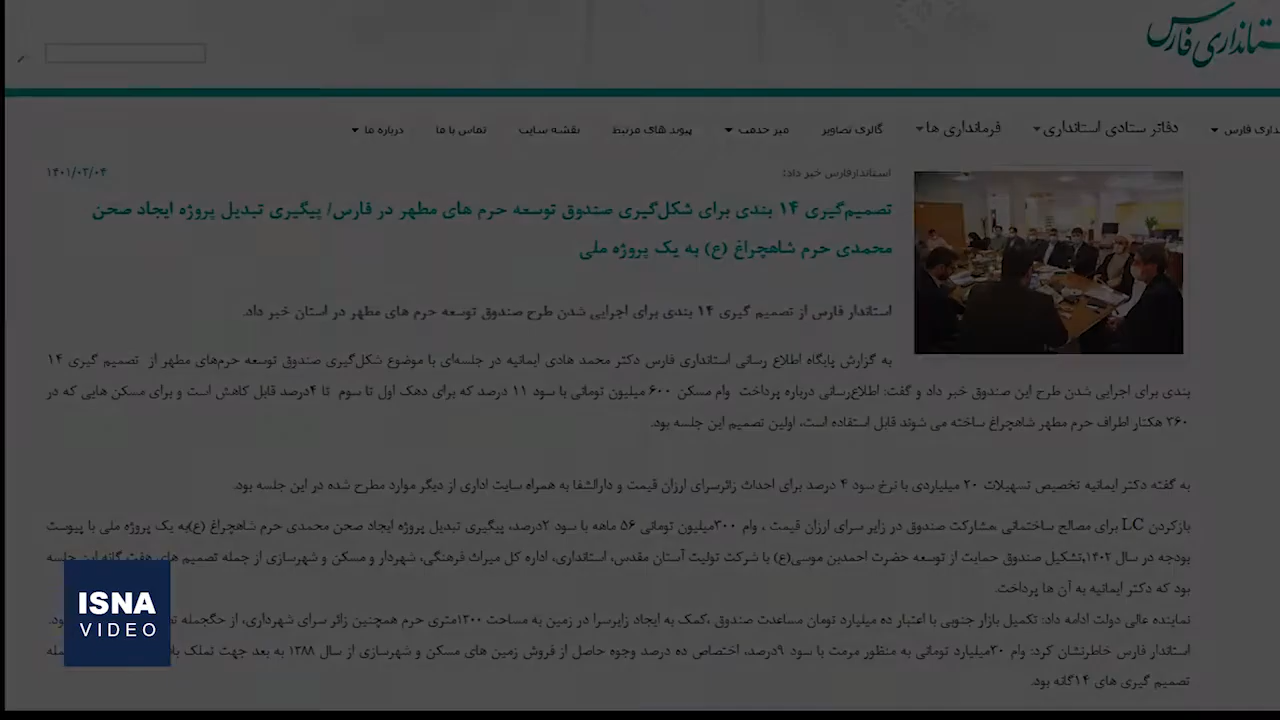 ستانداری فارس
دفاتر ستادی استانداری
فرمانداری ها
گالری تصاویر
میز خدمت
پیوند های مرتبط
نقشه سایت
تماس با ما
درباره ما
استاندارفارس خبر داد:
۱۴۰۱/۰۳/۰۴
تصمیم‌گیری ۱۴ بندی برای شکل‌گیری صندوق توسعه حرم های مطهر در فارس/ پیگیری تبدیل پروژه ایجاد صحن
محمدی حرم شاهچراغ (ع) به یک پروژه ملی
استاندار فارس از تصمیم گیری ۱۴ بندی برای اجرایی شدن طرح صندوق توسعه حرم های مطهر در استان خبر داد.
به گزارش پایگاه اطلاع رسانی استانداری فارس دکتر محمد هادی ایمانیه در جلسه‌ای با موضوع شکل‌گیری صندوق توسعه حرم‌های مطهر از تصمیم گیری ۱۴
بندی برای اجرایی شدن طرح این صندوق خبر داد و گفت: اطلاع‌رسانی درباره پرداخت وام مسکن ۶۰۰ میلیون تومانی با سود ۱۱ درصد که برای دهک اول تا سوم تا ۴درصد قابل کاهش است و برای مسکن هایی که در
۳۶۰ هکتار اطراف حرم مطهر شاهچراغ ساخته می شوند قابل استفاده است، اولین تصمیم این جلسه بود.
به گفته دکتر ایمانیه تخصیص تسهیلات ۲۰ میلیاردی با نرخ سود ۴ درصد برای احداث زائرسرای ارزان قیمت و دارالشفا به همراه سایت اداری از دیگر موارد مطرح شده در این جلسه بود.
بازکردن LC برای مصالح ساختمانی ،مشارکت صندوق در زایر سرای ارزان قیمت ، وام ۳۰۰میلیون تومانی ۵۶ ماهه با سود ۲درصد، پیگیری تبدیل پروژه ایجاد صحن محمدی حرم شاهچراغ (ع)به یک پروژه ملی با پیوست
بودجه در سال ۱۴۰۲،تشکیل صندوق حمایت از توسعه حضرت احمدبن موسی(ع) با شرکت تولیت آستان مقدس، استانداری، اداره کل میراث فرهنگی، شهردار و مسکن و شهرسازی از جمله تصمیم های هفت گانه این جلسه
بود که دکتر ایمانیه به آن ها پرداخت.
نماینده عالی دولت ادامه داد: تکمیل بازار جنوبی با اعتبار ده میلیارد تومان مساعدت صندوق ،کمک به ایجاد زایرسرا در زمین به مساحت ۱۲۰۰متری حرم همچنین زائر سرای شهرداری، از
استاندار فارس خاطرنشان کرد: وام ۳۰میلیارد تومانی به منظور مرمت با سود ۹درصد، اختصاص ده درصد وجوه حاصل از فروش زمین های مسکن و شهرسازی از سال ۱۳۸۸ به بعد جهت تملک
تصمیم گیری های ۱۴گانه بود.
ISNA
VIDEO